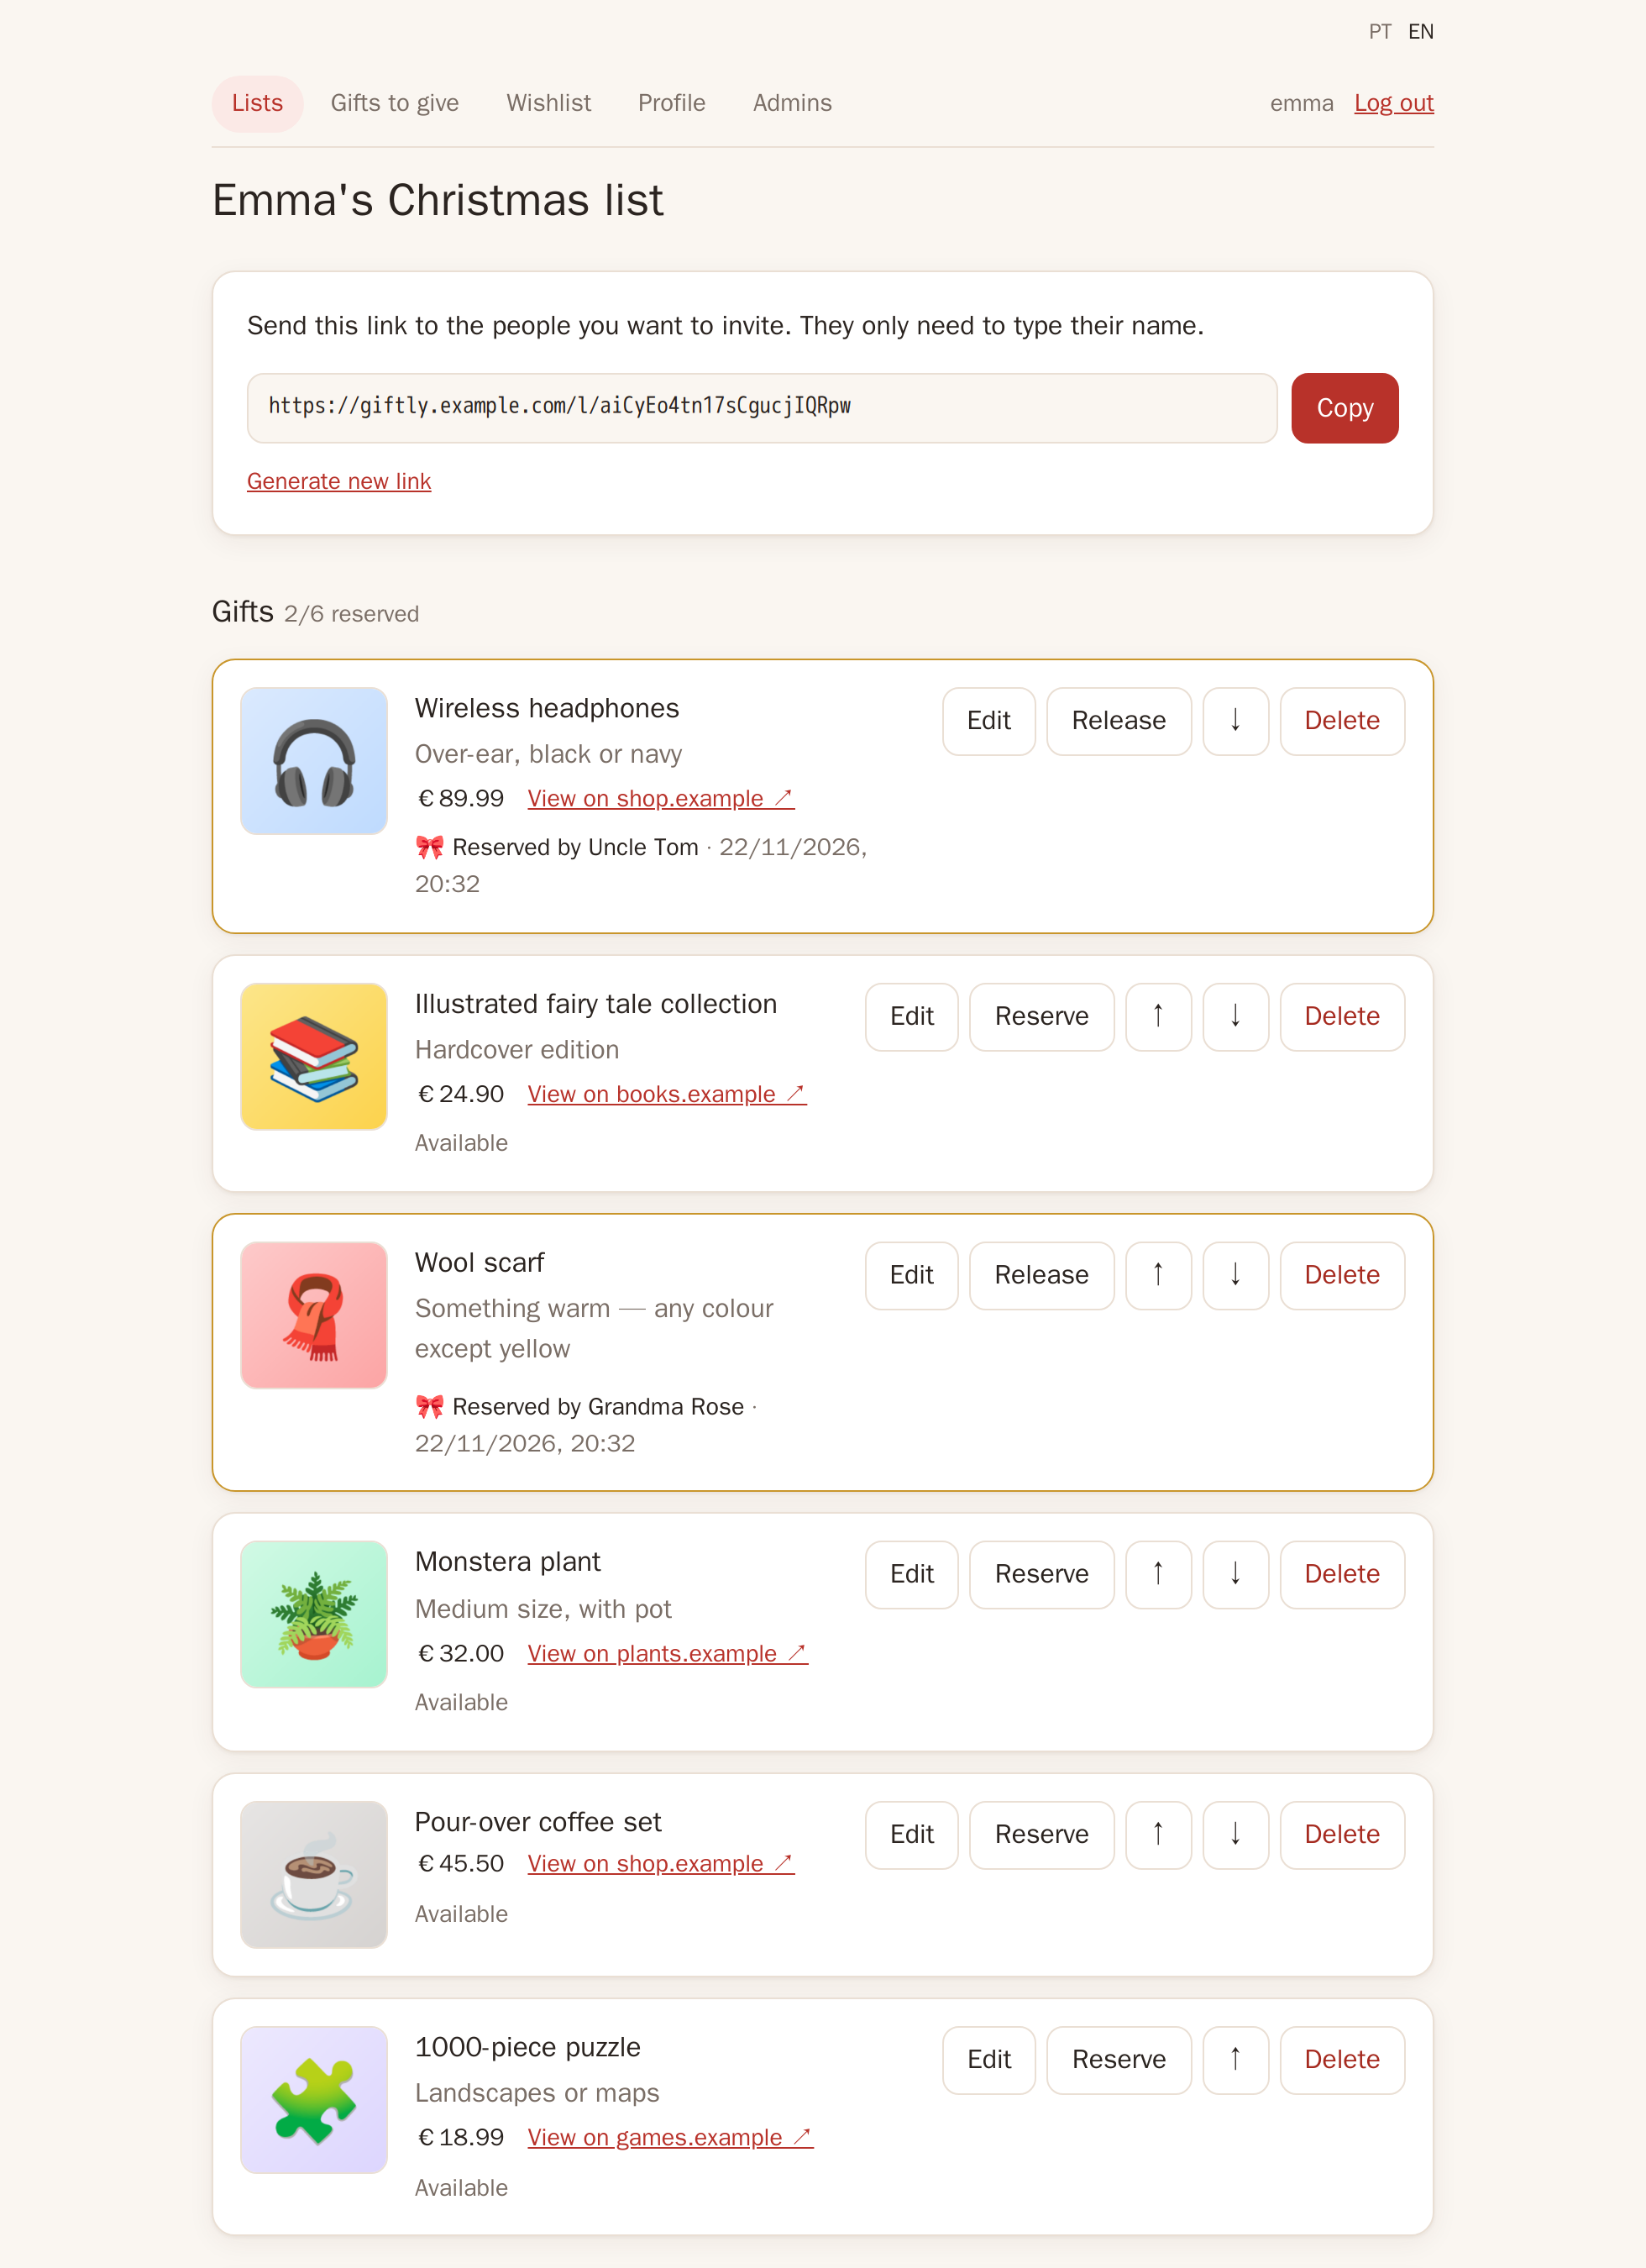 PT EN
Lists Gifts to give Wishlist Profile Admins emma Log out
Emma's Christmas list
Send this link to the people you want to invite. They only need to type their name.
https://giftly.example.com/l/aiCyEo4tn17sCgucjIQRpw Copy
Generate new link
Gifts 2/6 reserved
Wireless headphones
Edit Release ↓ Delete
Over-ear, black or navy
€ 89.99 View on shop.example ↗
🎀 Reserved by Uncle Tom · 22/11/2026,
20:32
Illustrated fairy tale collection
Edit Reserve ↑ ↓ Delete
Hardcover edition
€ 24.90 View on books.example ↗
Available
Wool scarf
Edit Release ↑ ↓ Delete
Something warm — any colour
except yellow
🎀 Reserved by Grandma Rose ·
22/11/2026, 20:32
Monstera plant
Edit Reserve ↑ ↓ Delete
Medium size, with pot
€ 32.00 View on plants.example ↗
Available
Pour-over coffee set
Edit Reserve ↑ ↓ Delete
€ 45.50 View on shop.example ↗
Available
1000-piece puzzle
Edit Reserve ↑ Delete
Landscapes or maps
€ 18.99 View on games.example ↗
Available